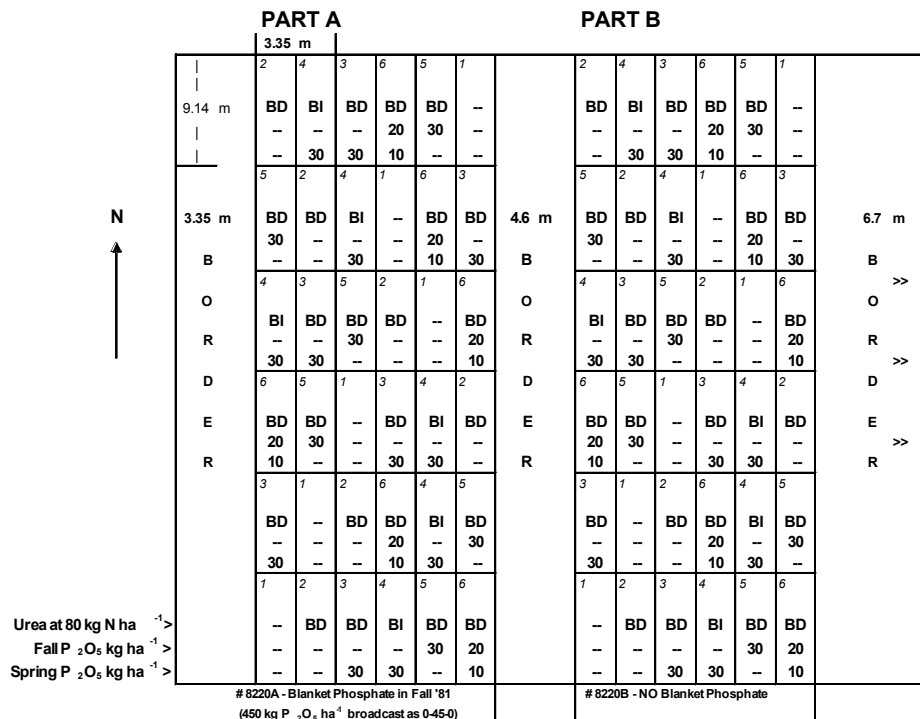 PART A PART B
3.35 m
2 4 3 6 5 1 2 4 3 6 5 1
9.14 m BD BI BD BD BD -- BD BI BD BD BD --
-- -- -- 20 30 -- -- -- -- 20 30 --
-- 30 30 10 -- -- -- 30 30 10 -- --
5 2 4 1 6 3 5 2 4 1 6 3
N 3.35 m BD BD BI -- BD BD 4.6 m BD BD BI -- BD BD 6.7 m
30 -- -- -- 20 -- 30 -- -- -- 20 --
B -- -- 30 -- 10 30 B -- -- 30 -- 10 30 B >>
4 3 5 2 1 6 4 3 5 2 1 6
O O O
BI BD BD BD -- BD BI BD BD BD -- BD
R -- -- 30 -- -- 20 R -- -- 30 -- -- 20 R
30 30 -- -- -- 10 30 30 -- -- -- 10 >>
D 6 5 1 3 4 2 D 6 5 1 3 4 2 D
E BD BD -- BD BI BD E BD BD -- BD BI BD E
20 30 -- -- -- -- 20 30 -- -- -- -- >>
R 10 -- -- 30 30 -- R 10 -- -- 30 30 -- R
3 1 2 6 4 5 3 1 2 6 4 5
BD -- BD BD BI BD BD -- BD BD BI BD
-- -- -- 20 -- 30 -- -- -- 20 -- 30
30 -- -- 10 30 -- 30 -- -- 10 30 --
1 2 3 4 5 6 1 2 3 4 5 6
Urea at 80 kg N ha -1 > -- BD BD BI BD BD -- BD BD BI BD BD
Fall P 2O5 kg ha -1 > -- -- -- -- 30 20 -- -- -- -- 30 20
Spring P 2O5 kg ha -1 > -- -- 30 30 -- 10 -- -- 30 30 -- 10
# 8220A - Blanket Phosphate in Fall '81 # 8220B - NO Blanket Phosphate
(450 kg P 2O5 ha-1 broadcast as 0-45-0)